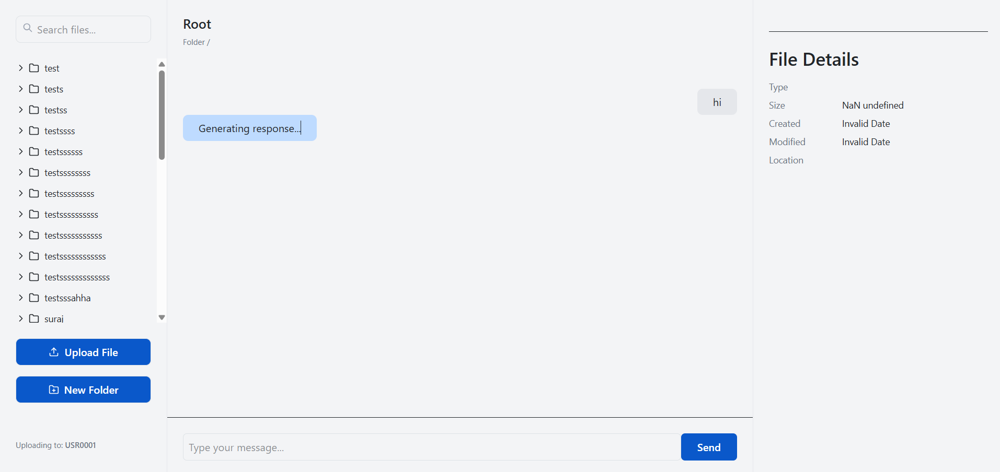 Search files...
test
tests
testss
testssss
testssssss
testssssssss
testsssssssss
testssssssssss
testsssssssssss
testssssssssssss
testsssssssssssss
testsssahha
suraj
Upload File
New Folder
Uploading to: USR0001
Root
Folder /
hi
Generating response...
Type your message...
Send
File Details
Type
Size NaN undefined
Created Invalid Date
Modified Invalid Date
Location